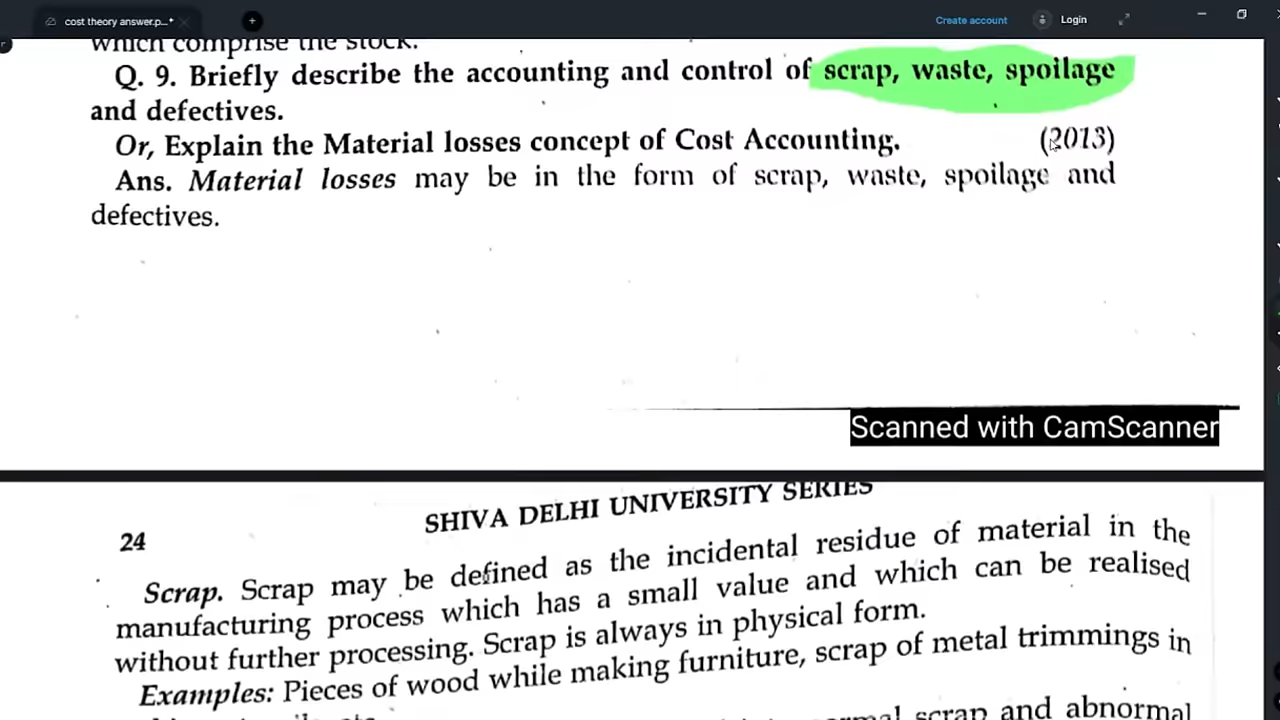 cost theory answer.p...*
Create account
Login
which comprise the stock.
Q. 9. Briefly describe the accounting and control of scrap, waste, spoilage
and defectives.
Or, Explain the Material losses concept of Cost Accounting. (2013)
Ans. Material losses may be in the form of scrap, waste, spoilage and
defectives.
Scanned with CamScanner
24
SHIVA DELHI UNIVERSITY SERIES
Scrap. Scrap may be defined as the incidental residue of material in the
manufacturing process which has a small value and which can be realised
without further processing. Scrap is always in physical form.
Examples: Pieces of wood while making furniture, scrap of metal trimmings in
normal scrap and abnormal